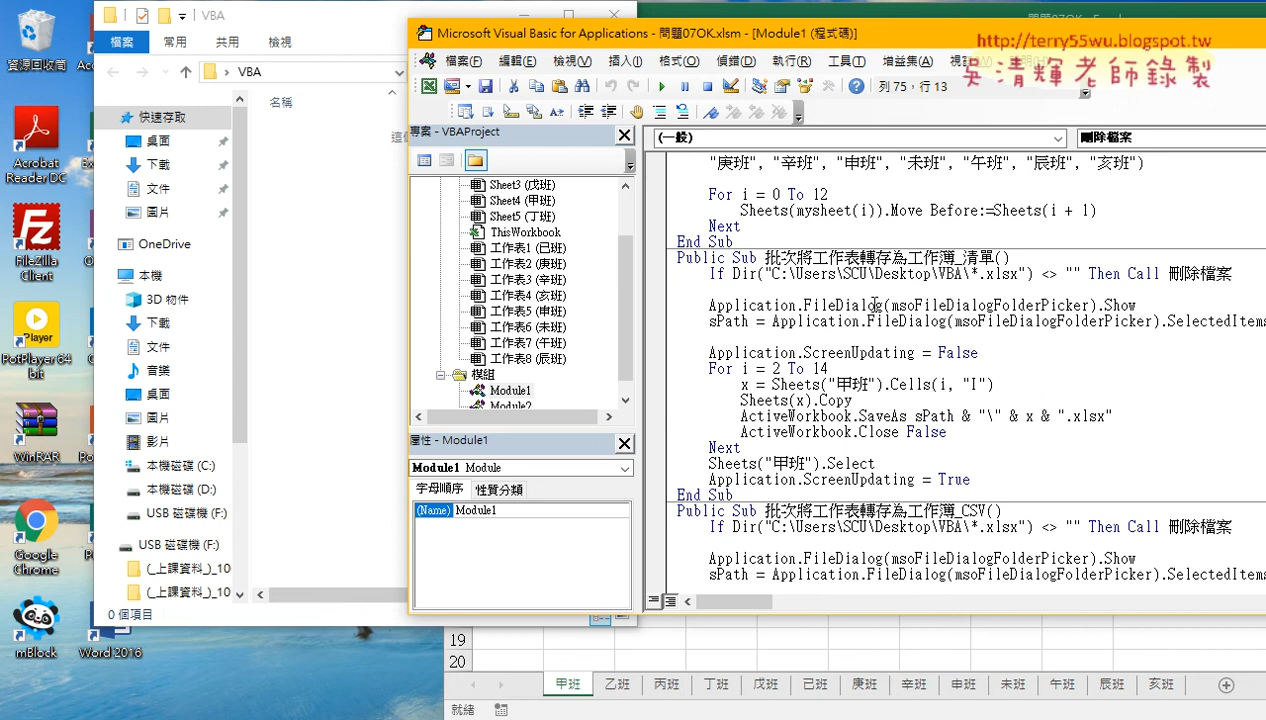 資源回收筒
Acrobat
Reader DC
FileZilla
Client
PotPlayer 64
bit
WinRAR
Google
Chrome
mBlock
Word 2016
VBA
檔案
常用
共用
檢視
VBA
名稱
快速存取
桌面
下載
文件
圖片
OneDrive
本機
3D 物件
下載
文件
音樂
桌面
圖片
影片
本機磁碟 (C:)
本機磁碟 (D:)
USB 磁碟機 (F:)
USB 磁碟機 (F:)
(_上課資料_)_10
(_上課資料_)_10
0 個項目
Microsoft Visual Basic for Applications - 問題07OK.xlsm - [Module1 (程式碼)]
http://terry55wu.blogspot.tw
吳清輝老師錄製
檔案(F)
編輯(E)
檢視(V)
插入(I)
格式(O)
偵錯(D)
執行(R)
工具(T)
增益集(A)
列 75，行 13
專案 - VBAProject
Sheet3 (戊班)
Sheet4 (甲班)
Sheet5 (丁班)
ThisWorkbook
工作表1 (已班)
工作表2 (庚班)
工作表3 (辛班)
工作表4 (亥班)
工作表5 (申班)
工作表6 (未班)
工作表7 (午班)
工作表8 (辰班)
模組
Module1
Module2
屬性 - Module1
Module1 Module
字母順序
性質分類
(Name)
Module1
(一般)
刪除檔案
"庚班", "辛班", "申班", "未班", "午班", "辰班", "亥班")
For i = 0 To 12
Sheets(mysheet(i)).Move Before:=Sheets(i + 1)
Next
End Sub
Public Sub 批次將工作表轉存為工作簿_清單()
If Dir("C:\Users\SCU\Desktop\VBA\*.xlsx") <> "" Then Call 刪除檔案
Application.FileDialog(msoFileDialogFolderPicker).Show
sPath = Application.FileDialog(msoFileDialogFolderPicker).SelectedItems
Application.ScreenUpdating = False
For i = 2 To 14
x = Sheets("甲班").Cells(i, "I")
Sheets(x).Copy
ActiveWorkbook.SaveAs sPath & "\" & x & ".xlsx"
ActiveWorkbook.Close False
Next
Sheets("甲班").Select
Application.ScreenUpdating = True
End Sub
Public Sub 批次將工作表轉存為工作簿_CSV()
If Dir("C:\Users\SCU\Desktop\VBA\*.xlsx") <> "" Then Call 刪除檔案
Application.FileDialog(msoFileDialogFolderPicker).Show
sPath = Application.FileDialog(msoFileDialogFolderPicker).SelectedItems
19
20
甲班
乙班
丙班
丁班
戊班
己班
庚班
辛班
申班
未班
午班
辰班
亥班
就緒